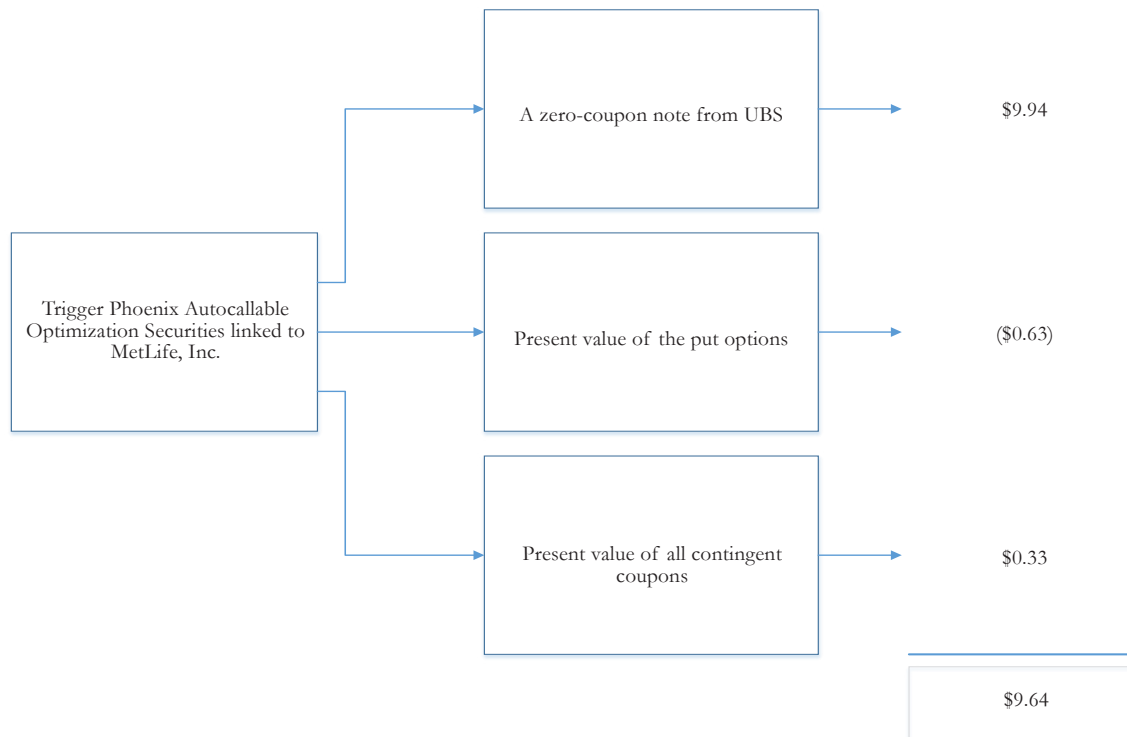 A zero-coupon note from UBS
$9.94
Trigger Phoenix Autocallable
Optimization Securities linked to
MetLife, Inc.
Present value of the put options
($0.63)
Present value of all contingent
coupons
$0.33
$9.64